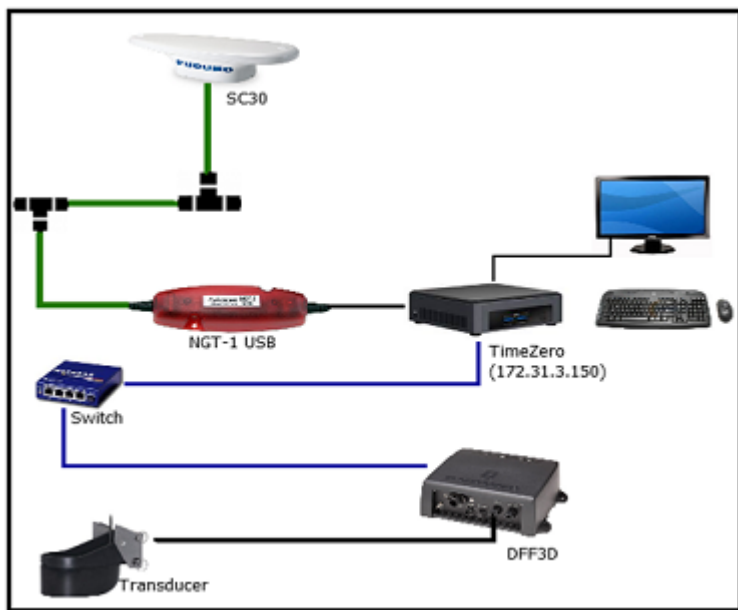 FURUNO
SC30
NGT-1 USB
TimeZero
(172.31.3.150)
Switch
DFF3D
Transducer